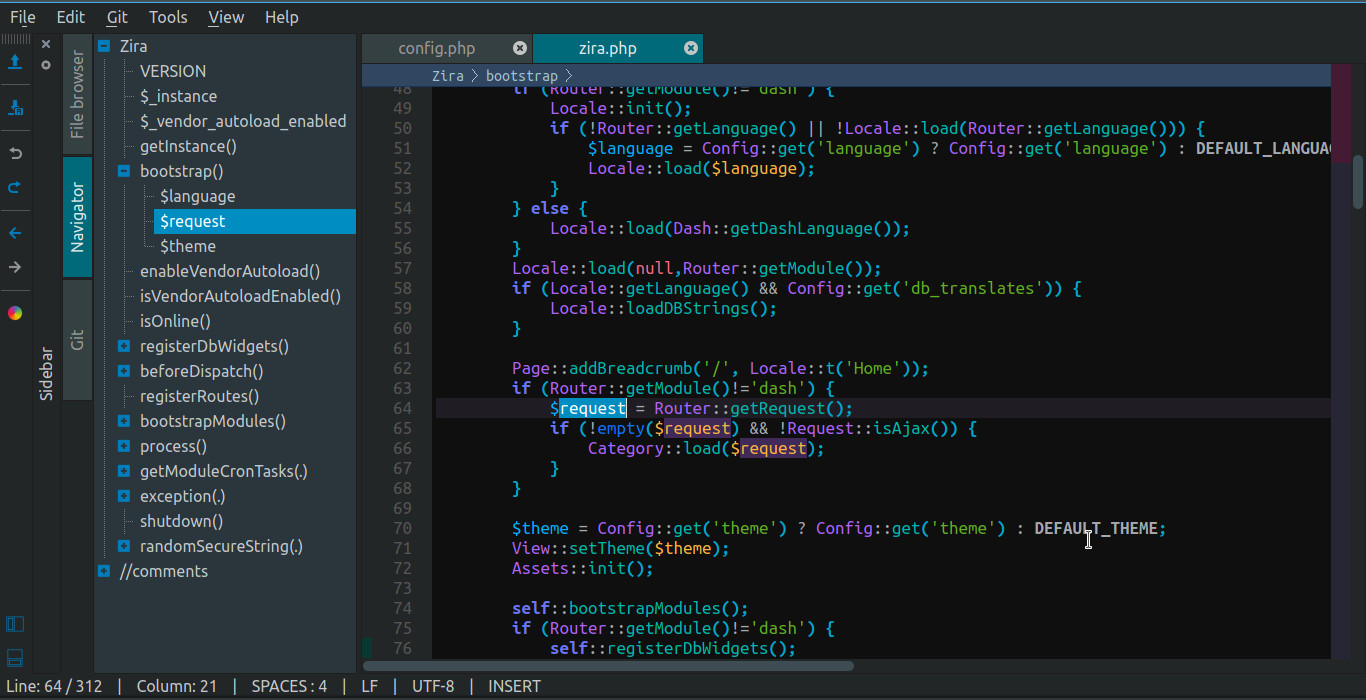 File Edit Git Tools View Help
Sidebar
File browser
Navigator
Git
Zira
VERSION
$_instance
$_vendor_autoload_enabled
getInstance()
bootstrap()
$language
$request
$theme
enableVendorAutoload()
isVendorAutoloadEnabled()
isOnline()
registerDbWidgets()
beforeDispatch()
registerRoutes()
bootstrapModules()
process()
getModuleCronTasks(.)
exception(.)
shutdown()
randomSecureString(.)
//comments
config.php zira.php
Zira bootstrap
48 if (Router::getModule()!='dash') {
49 Locale::init();
50 if (!Router::getLanguage() || !Locale::load(Router::getLanguage())) {
51 $language = Config::get('language') ? Config::get('language') : DEFAULT_LANGUA
52 Locale::load($language);
53 }
54 } else {
55 Locale::load(Dash::getDashLanguage());
56 }
57 Locale::load(null,Router::getModule());
58 if (Locale::getLanguage() && Config::get('db_translates')) {
59 Locale::loadDBStrings();
60 }
61
62 Page::addBreadcrumb('/', Locale::t('Home'));
63 if (Router::getModule()!='dash') {
64 $request = Router::getRequest();
65 if (!empty($request) && !Request::isAjax()) {
66 Category::load($request);
67 }
68 }
69
70 $theme = Config::get('theme') ? Config::get('theme') : DEFAULT_THEME;
71 View::setTheme($theme);
72 Assets::init();
73
74 self::bootstrapModules();
75 if (Router::getModule()!='dash') {
76 self::registerDbWidgets();
Line: 64 / 312 | Column: 21 | SPACES : 4 | LF | UTF-8 | INSERT